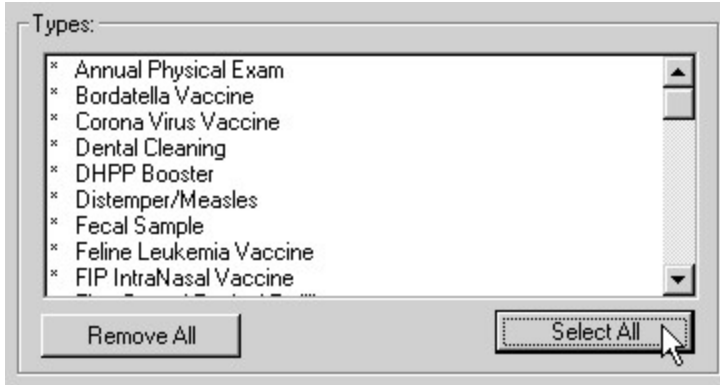 Types:
* Annual Physical Exam
* Bordatella Vaccine
* Corona Virus Vaccine
* Dental Cleaning
* DHPP Booster
* Distemper/Measles
* Fecal Sample
* Feline Leukemia Vaccine
* FIP IntraNasal Vaccine
Remove All
Select All